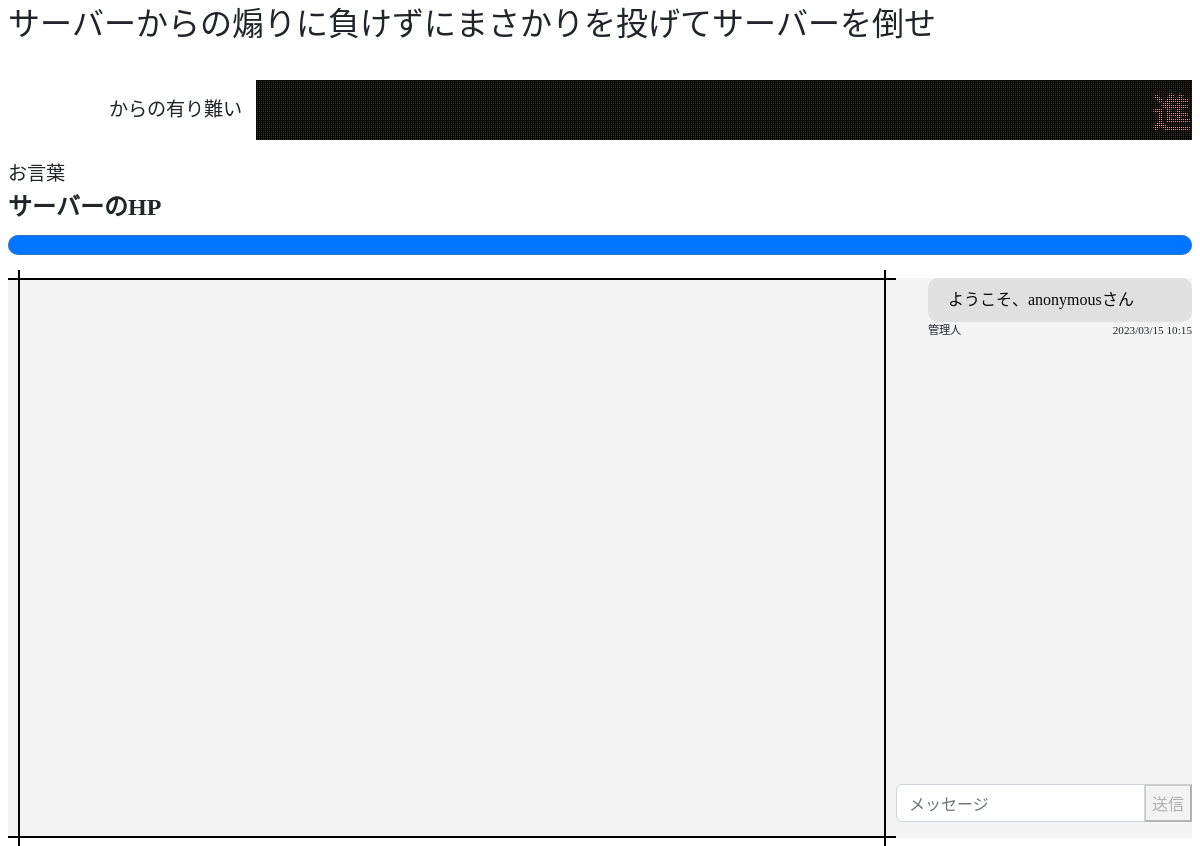 サーバーからの煽りに負けずにまさかりを投げてサーバーを倒せ
からの有り難い
進
お言葉
サーバーのHP
ようこそ、anonymousさん
管理人 2023/03/15 10:15
メッセージ 送信